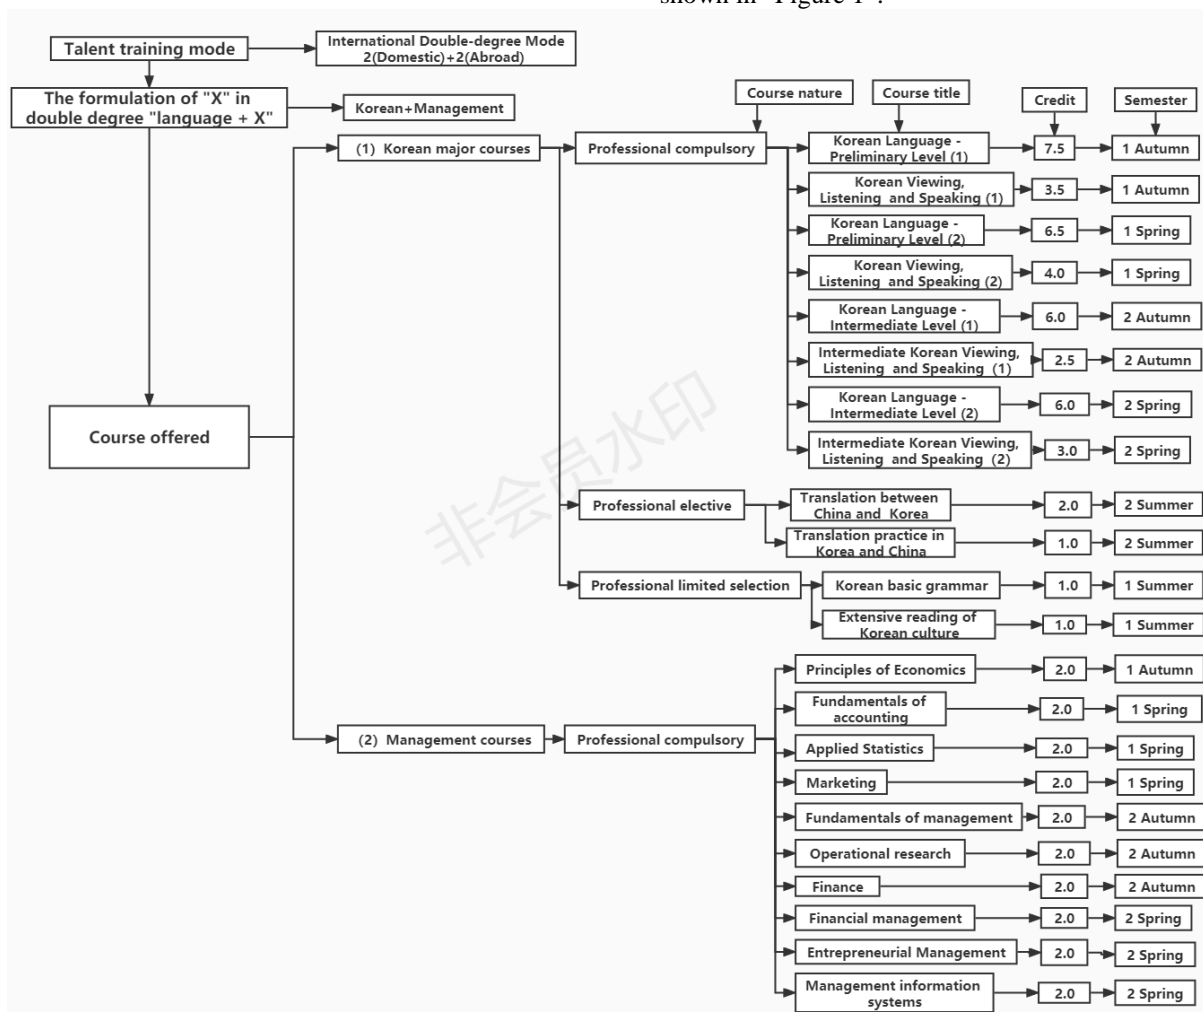 shown in "Figure 1".
Talent training mode
International Double-degree Mode
2(Domestic)+2(Abroad)
The formulation of "X" in
double degree "language + X"
Korean+Management
Course nature
Course title
Credit
Semester
(1) Korean major courses
Professional compulsory
Korean Language -
Preliminary Level (1)
7.5
1 Autumn
Korean Viewing,
Listening and Speaking (1)
3.5
1 Autumn
Korean Language -
Preliminary Level (2)
6.5
1 Spring
Korean Viewing,
Listening and Speaking (2)
4.0
1 Spring
Korean Language -
Intermediate Level (1)
6.0
2 Autumn
Intermediate Korean Viewing,
Listening and Speaking (1)
2.5
2 Autumn
Korean Language -
Intermediate Level (2)
6.0
2 Spring
Intermediate Korean Viewing,
Listening and Speaking (2)
3.0
2 Spring
Course offered
Professional elective
Translation between
China and Korea
2.0
2 Summer
Translation practice in
Korea and China
1.0
2 Summer
Professional limited selection
Korean basic grammar
1.0
1 Summer
Extensive reading of
Korean culture
1.0
1 Summer
(2) Management courses
Professional compulsory
Principles of Economics
2.0
1 Autumn
Fundamentals of
accounting
2.0
1 Spring
Applied Statistics
2.0
1 Spring
Marketing
2.0
1 Spring
Fundamentals of management
2.0
2 Autumn
Operational research
2.0
2 Autumn
Finance
2.0
2 Autumn
Financial management
2.0
2 Spring
Entrepreneurial Management
2.0
2 Spring
Management information
systems
2.0
2 Spring
非会员水印